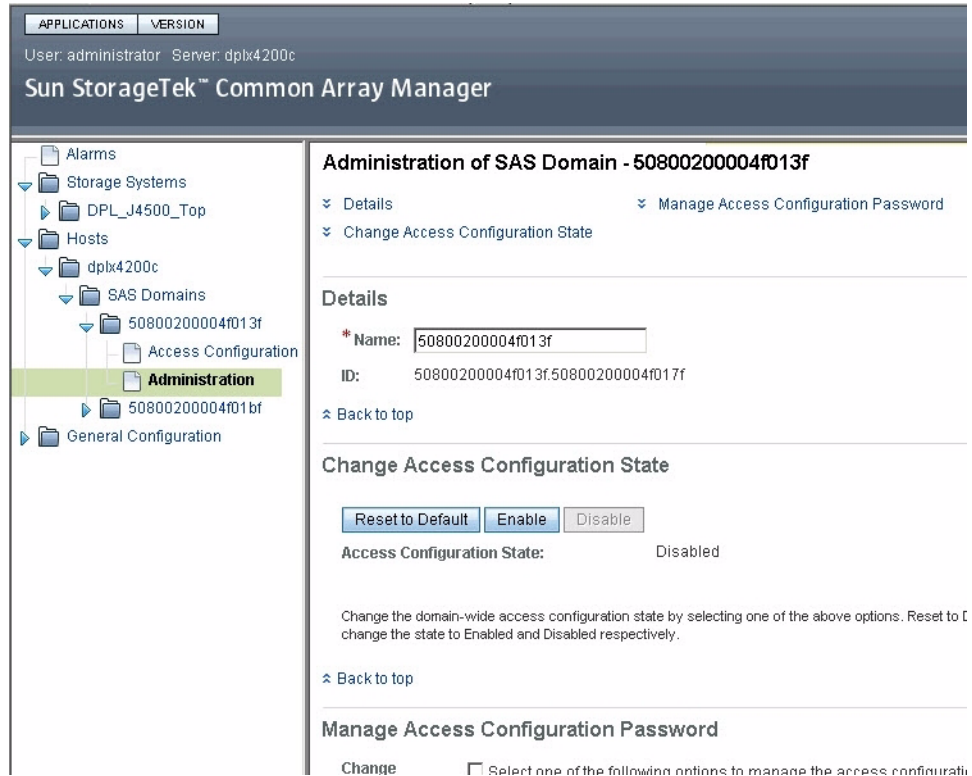 APPLICATIONS VERSION
User: administrator Server: dplx4200c
Sun StorageTek™ Common Array Manager
Alarms
Storage Systems
DPL_J4500_Top
Hosts
dplx4200c
SAS Domains
50800200004f013f
Access Configuration
Administration
50800200004f01bf
General Configuration
Administration of SAS Domain - 50800200004f013f
Details
Manage Access Configuration Password
Change Access Configuration State
Details
* Name: 50800200004f013f
ID: 50800200004f013f.50800200004f017f
Back to top
Change Access Configuration State
Reset to Default Enable Disable
Access Configuration State: Disabled
Change the domain-wide access configuration state by selecting one of the above options. Reset to
change the state to Enabled and Disabled respectively.
Back to top
Manage Access Configuration Password
Change
Select one of the following options to manage the access